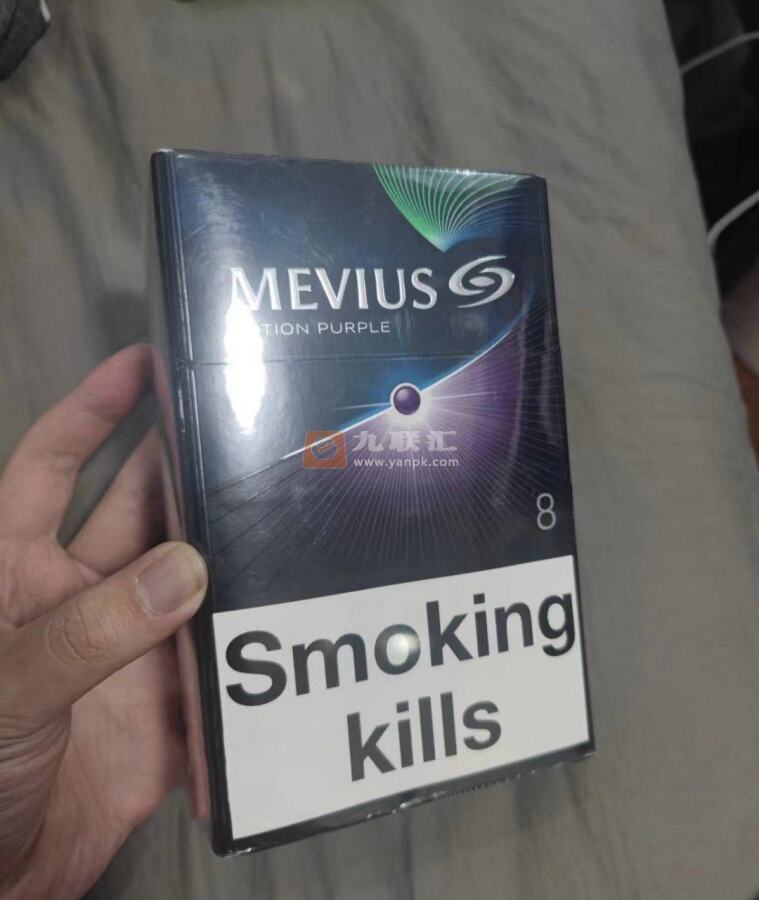 MEVIUS
TION PURPLE
九联汇
www.yanpk.com
8
Smoking
kills